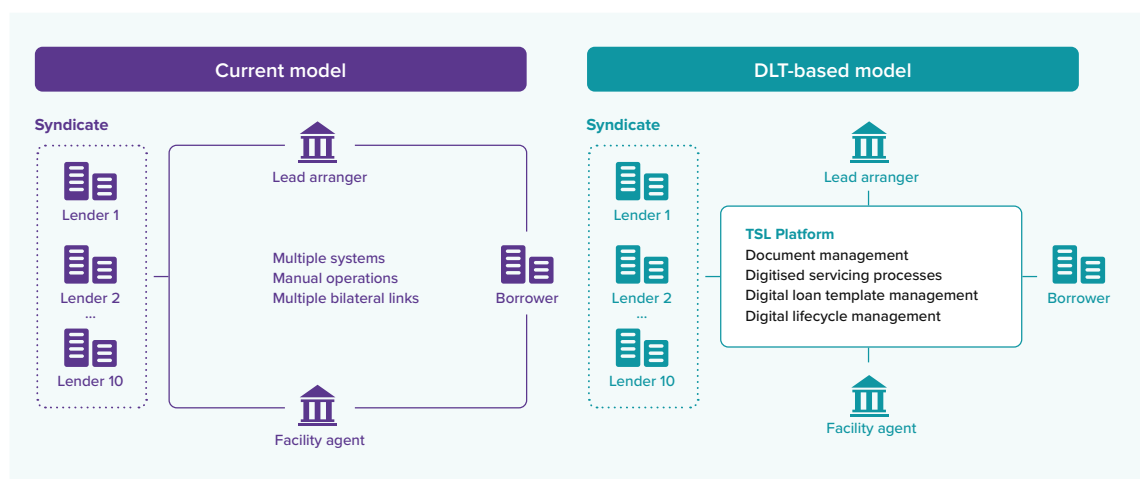 Current model
Syndicate
Lender 1
Lender 2
...
Lender 10
Lead arranger
Multiple systems
Manual operations
Multiple bilateral links
Borrower
Facility agent
DLT-based model
Syndicate
Lender 1
Lender 2
...
Lender 10
Lead arranger
TSL Platform
Document management
Digitised servicing processes
Digital loan template management
Digital lifecycle management
Borrower
Facility agent